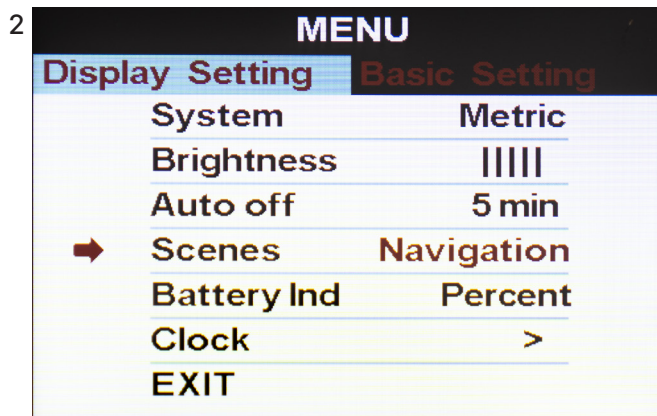 2
MENU
Display Setting Basic Setting
System Metric
Brightness |||||
Auto off 5 min
Scenes Navigation
Battery Ind Percent
Clock >
EXIT